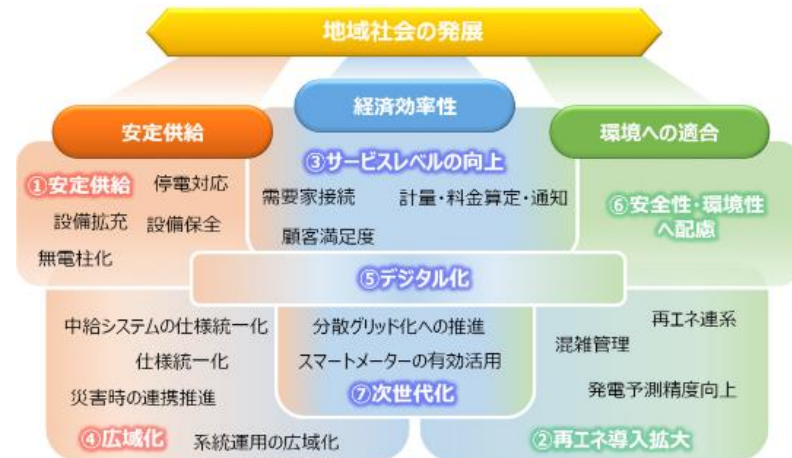 地域社会の発展
安定供給
経済効率性
環境への適合
①安定供給
停電対応
設備拡充
設備保全
無電柱化
③サービスレベルの向上
需要家接続
計量・料金算定・通知
顧客満足度
⑥安全性・環境性
へ配慮
⑤デジタル化
中給システムの仕様統一化
仕様統一化
災害時の連携推進
④広域化
系統運用の広域化
分散グリッド化への推進
スマートメーターの有効活用
⑦次世代化
再エネ連系
混雑管理
発電予測精度向上
②再エネ導入拡大